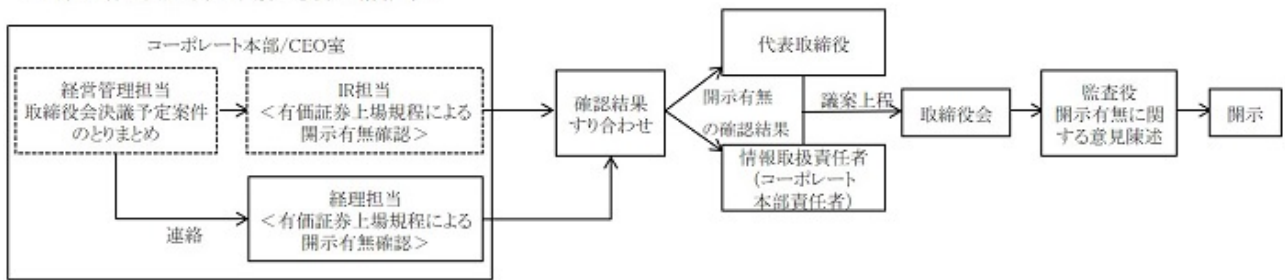 コーポレート本部/CEO室
経営管理担当
取締役会決議予定案件
のとりまとめ
IR担当
＜有価証券上場規程による
開示有無確認＞
連絡
経理担当
＜有価証券上場規程による
開示有無確認＞
確認結果
すり合わせ
代表取締役
開示有無
の確認結果
情報取扱責任者
(コーポレート
本部責任者)
議案上程
取締役会
監査役
開示有無に関
する意見陳述
開示